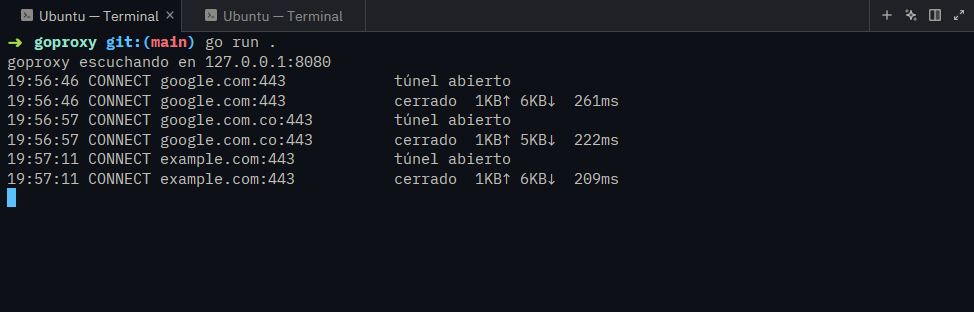 Ubuntu — Terminal × Ubuntu — Terminal
➜ goproxy git:(main) go run .
goproxy escuchando en 127.0.0.1:8080
19:56:46 CONNECT google.com:443 túnel abierto
19:56:46 CONNECT google.com:443 cerrado 1KB↑ 6KB↓ 261ms
19:56:57 CONNECT google.com.co:443 túnel abierto
19:56:57 CONNECT google.com.co:443 cerrado 1KB↑ 5KB↓ 222ms
19:57:11 CONNECT example.com:443 túnel abierto
19:57:11 CONNECT example.com:443 cerrado 1KB↑ 6KB↓ 209ms